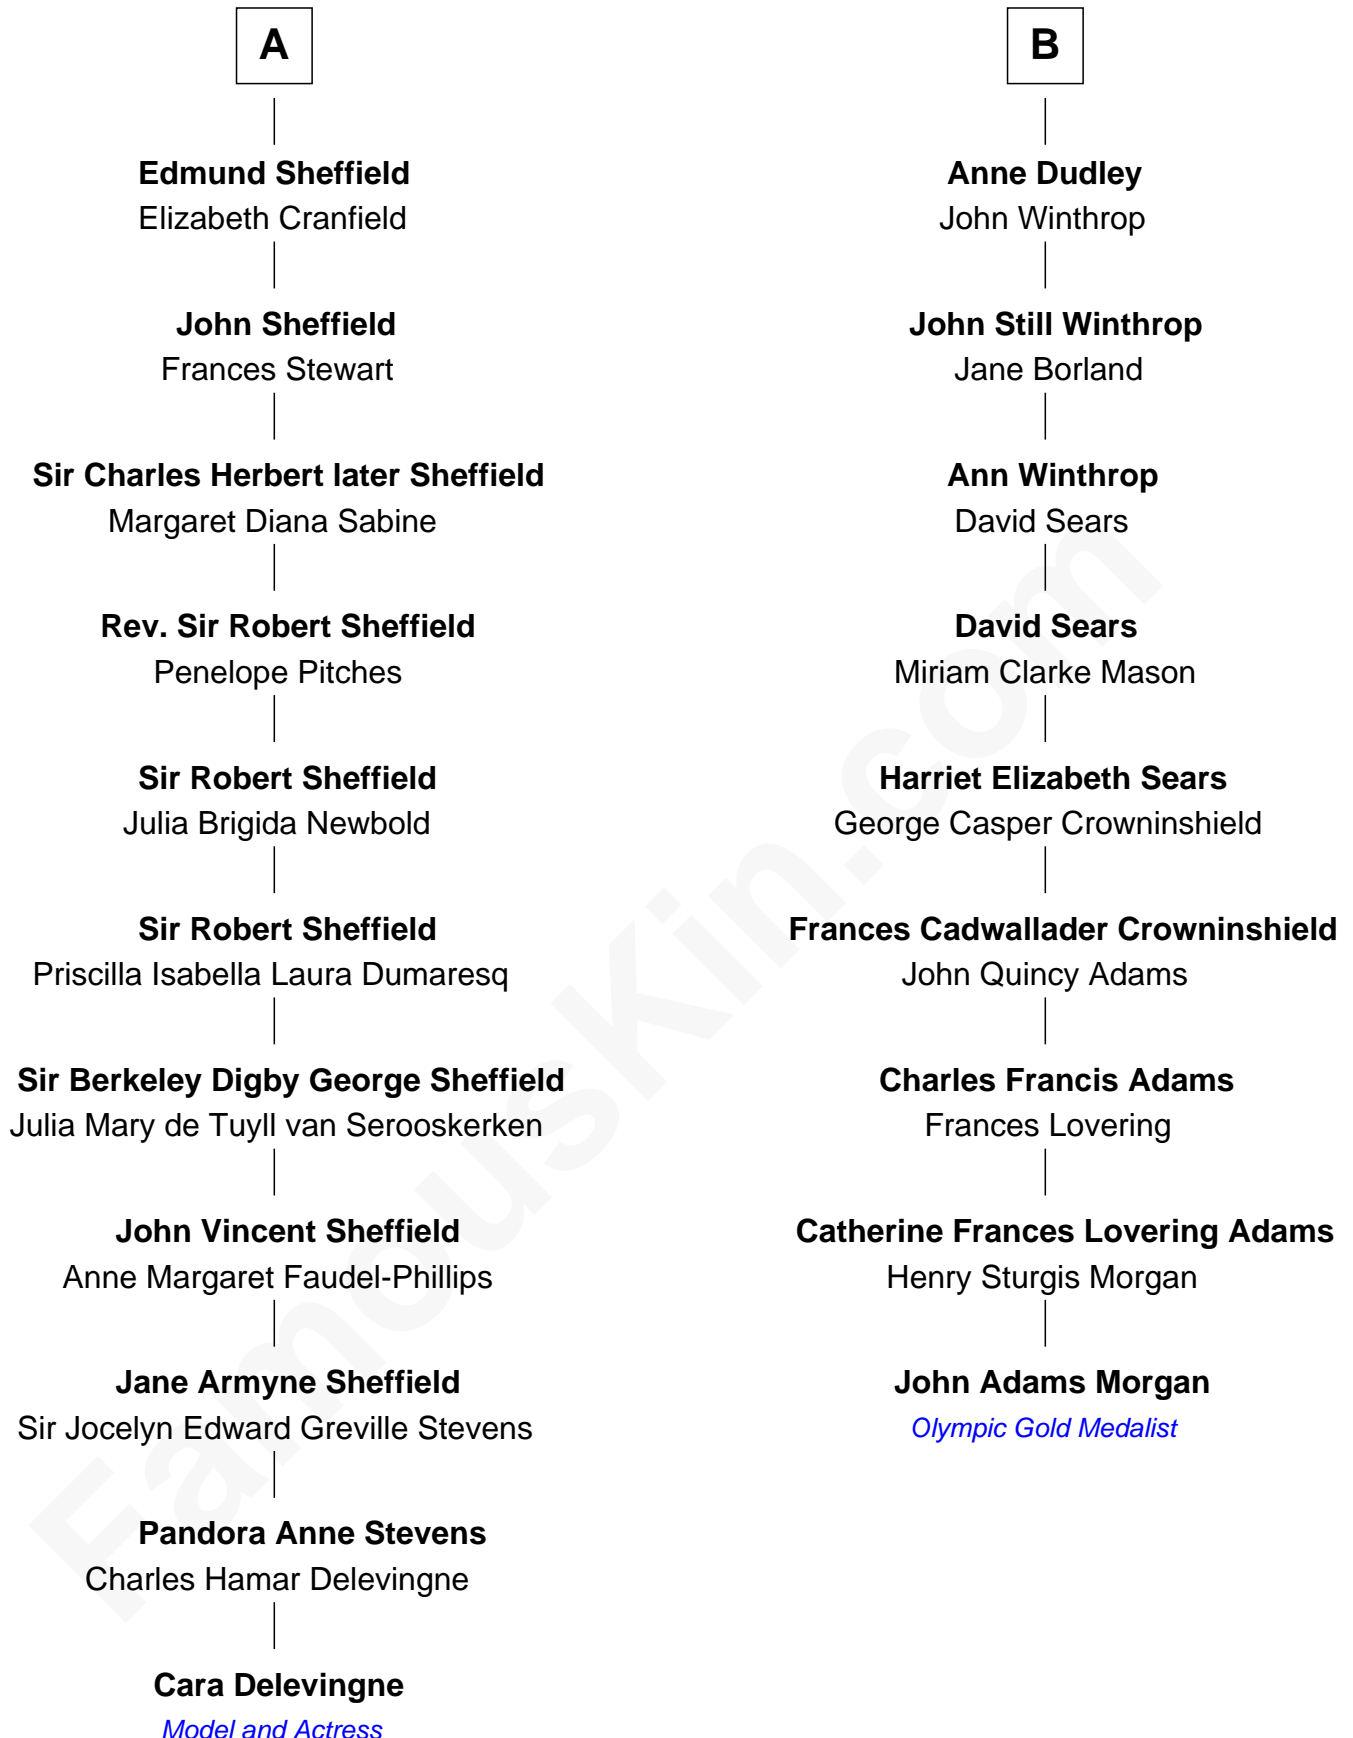 A
Edmund Sheffield
Elizabeth Cranfield
John Sheffield
Frances Stewart
Sir Charles Herbert later Sheffield
Margaret Diana Sabine
Rev. Sir Robert Sheffield
Penelope Pitches
Sir Robert Sheffield
Julia Brigida Newbold
Sir Robert Sheffield
Priscilla Isabella Laura Dumaresq
Sir Berkeley Digby George Sheffield
Julia Mary de Tuyll van Serooskerken
John Vincent Sheffield
Anne Margaret Faudel-Phillips
Jane Armyne Sheffield
Sir Jocelyn Edward Greville Stevens
Pandora Anne Stevens
Charles Hamar Delevingne
Cara Delevingne
Model and Actress
B
Anne Dudley
John Winthrop
John Still Winthrop
Jane Borland
Ann Winthrop
David Sears
David Sears
Miriam Clarke Mason
Harriet Elizabeth Sears
George Casper Crowninshield
Frances Cadwallader Crowninshield
John Quincy Adams
Charles Francis Adams
Frances Lovering
Catherine Frances Lovering Adams
Henry Sturgis Morgan
John Adams Morgan
Olympic Gold Medalist
FamousKin.com